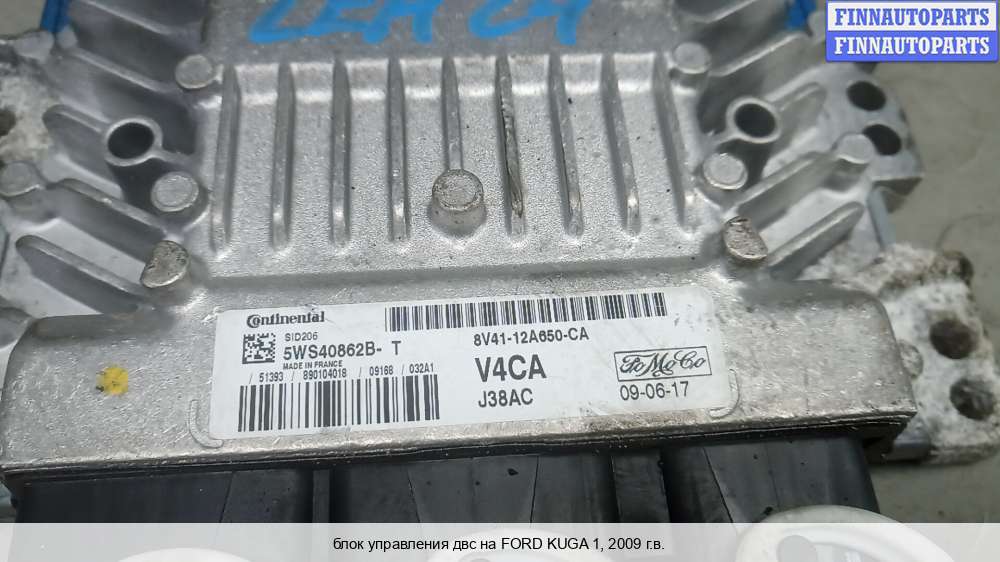 FINNAUTOPARTS
FINNAUTOPARTS
Continental
SID206
5WS40862B- T
MADE IN FRANCE
/ 51393 / 890104018 / 09168 / 032A1
8V41-12A650-CA
V4CA
J38AC
FoMoCo
09-06-17
блок управления двс на FORD KUGA 1, 2009 г.в.